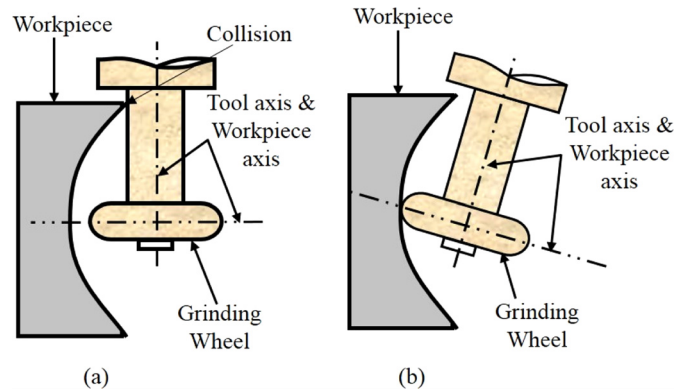 Workpiece
Collision
Tool axis &
Workpiece
axis
Grinding
Wheel
(a)
Workpiece
Tool axis &
Workpiece
axis
Grinding
Wheel
(b)